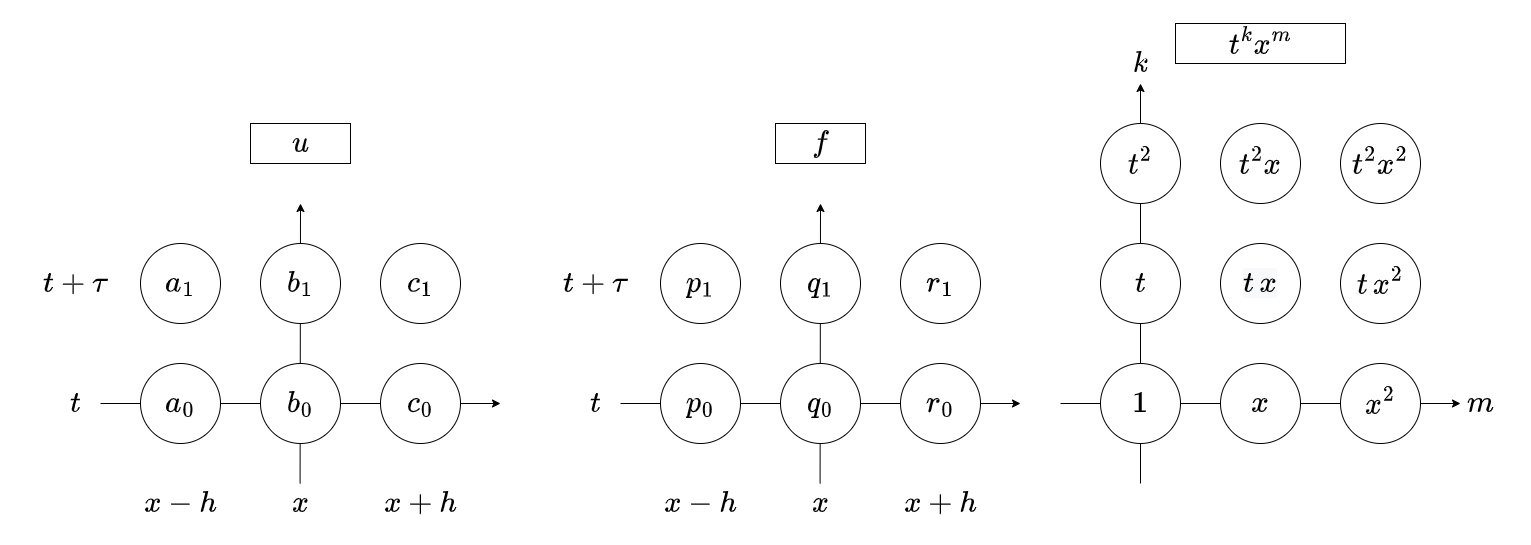 u
t + τ a₁ b₁ c₁
t a₀ b₀ c₀
x − h x x + h
f
t + τ p₁ q₁ r₁
t p₀ q₀ r₀
x − h x x + h
tᵏxᵐ
k
t² t²x t²x²
t t x t x²
1 x x² m